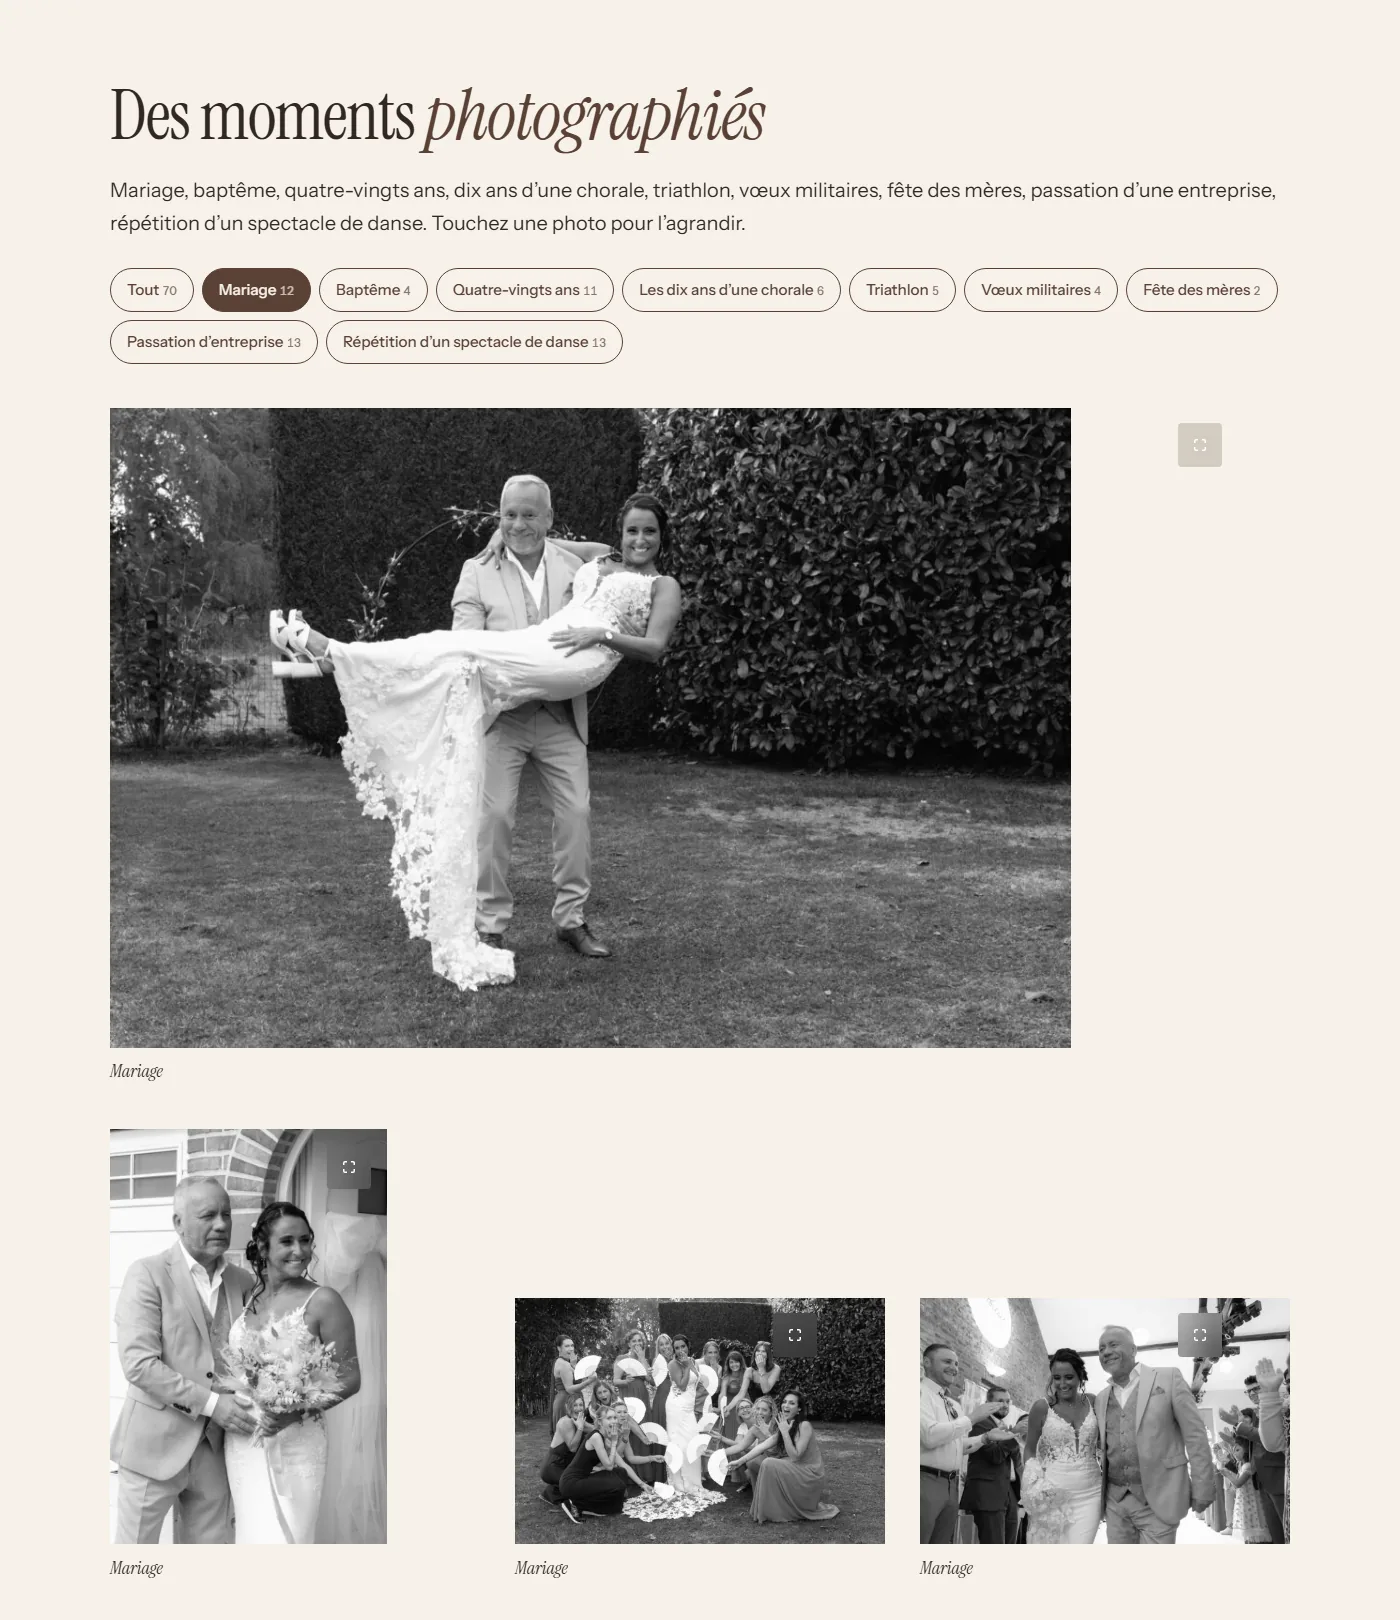 Des moments photographiés
Mariage, baptême, quatre-vingts ans, dix ans d’une chorale, triathlon, vœux militaires, fête des mères, passation d’une entreprise,
répétition d’un spectacle de danse. Touchez une photo pour l’agrandir.
Tout 70 Mariage 12 Baptême 4 Quatre-vingts ans 11 Les dix ans d’une chorale 6 Triathlon 5 Vœux militaires 4 Fête des mères 2
Passation d’entreprise 13 Répétition d’un spectacle de danse 13
Mariage
Mariage Mariage Mariage